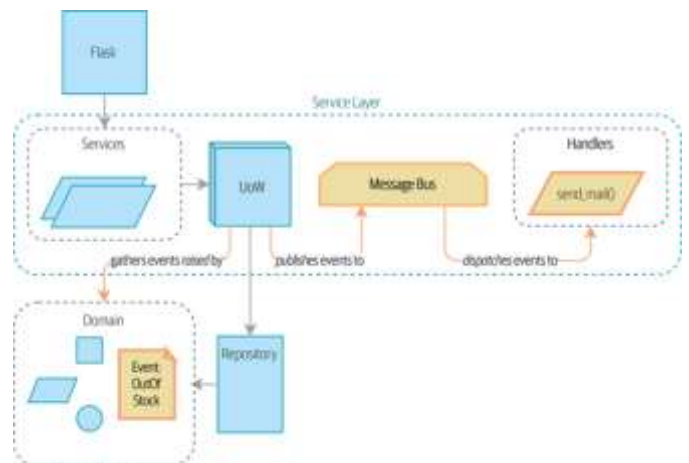 Flask
Service Layer
Services
UoW
Message Bus
Handlers
send_mail()
gathers events raised by
publishes events to
dispatches events to
Domain
Event:
OutOf
Stock
Repository